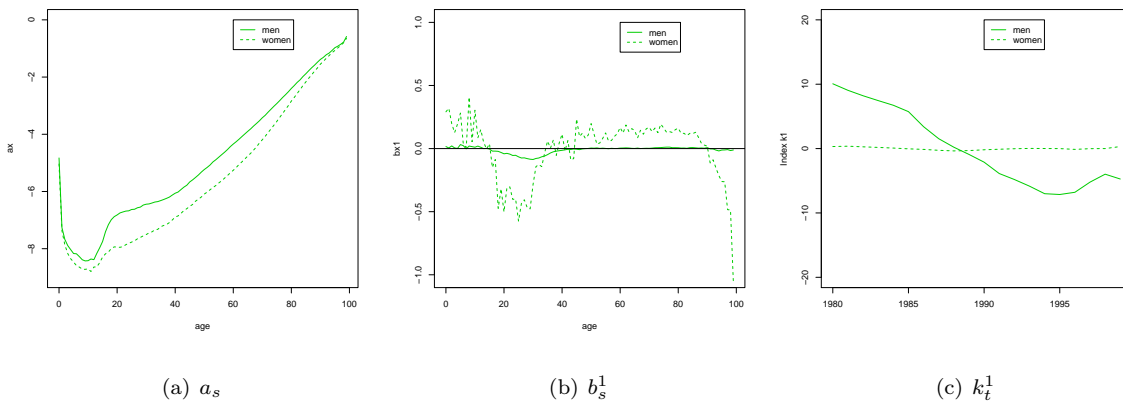 0
−2
−4
−6
−8
ax
men
women
0 20 40 60 80 100
age
(a) a_s
1.0
0.5
0.0
−0.5
−1.0
bx1
men
women
0 20 40 60 80 100
age
(b) b_s^1
20
10
0
−10
−20
Index k1
men
women
1980 1985 1990 1995
(c) k_t^1